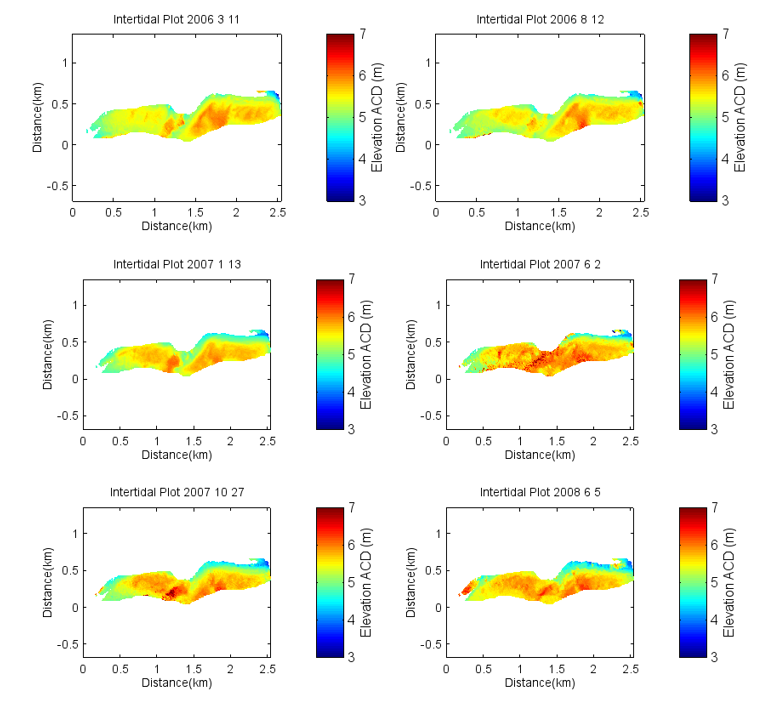 Intertidal Plot 2006 3 11
Distance(km)
1
0.5
0
-0.5
0 0.5 1 1.5 2 2.5
Distance(km)
7
6
5
4
3
Elevation ACD (m)
Intertidal Plot 2006 8 12
Distance(km)
1
0.5
0
-0.5
0 0.5 1 1.5 2 2.5
Distance(km)
7
6
5
4
3
Elevation ACD (m)
Intertidal Plot 2007 1 13
Distance(km)
1
0.5
0
-0.5
0 0.5 1 1.5 2 2.5
Distance(km)
7
6
5
4
3
Elevation ACD (m)
Intertidal Plot 2007 6 2
Distance(km)
1
0.5
0
-0.5
0 0.5 1 1.5 2 2.5
Distance(km)
7
6
5
4
3
Elevation ACD (m)
Intertidal Plot 2007 10 27
Distance(km)
1
0.5
0
-0.5
0 0.5 1 1.5 2 2.5
Distance(km)
7
6
5
4
3
Elevation ACD (m)
Intertidal Plot 2008 6 5
Distance(km)
1
0.5
0
-0.5
0 0.5 1 1.5 2 2.5
Distance(km)
7
6
5
4
3
Elevation ACD (m)